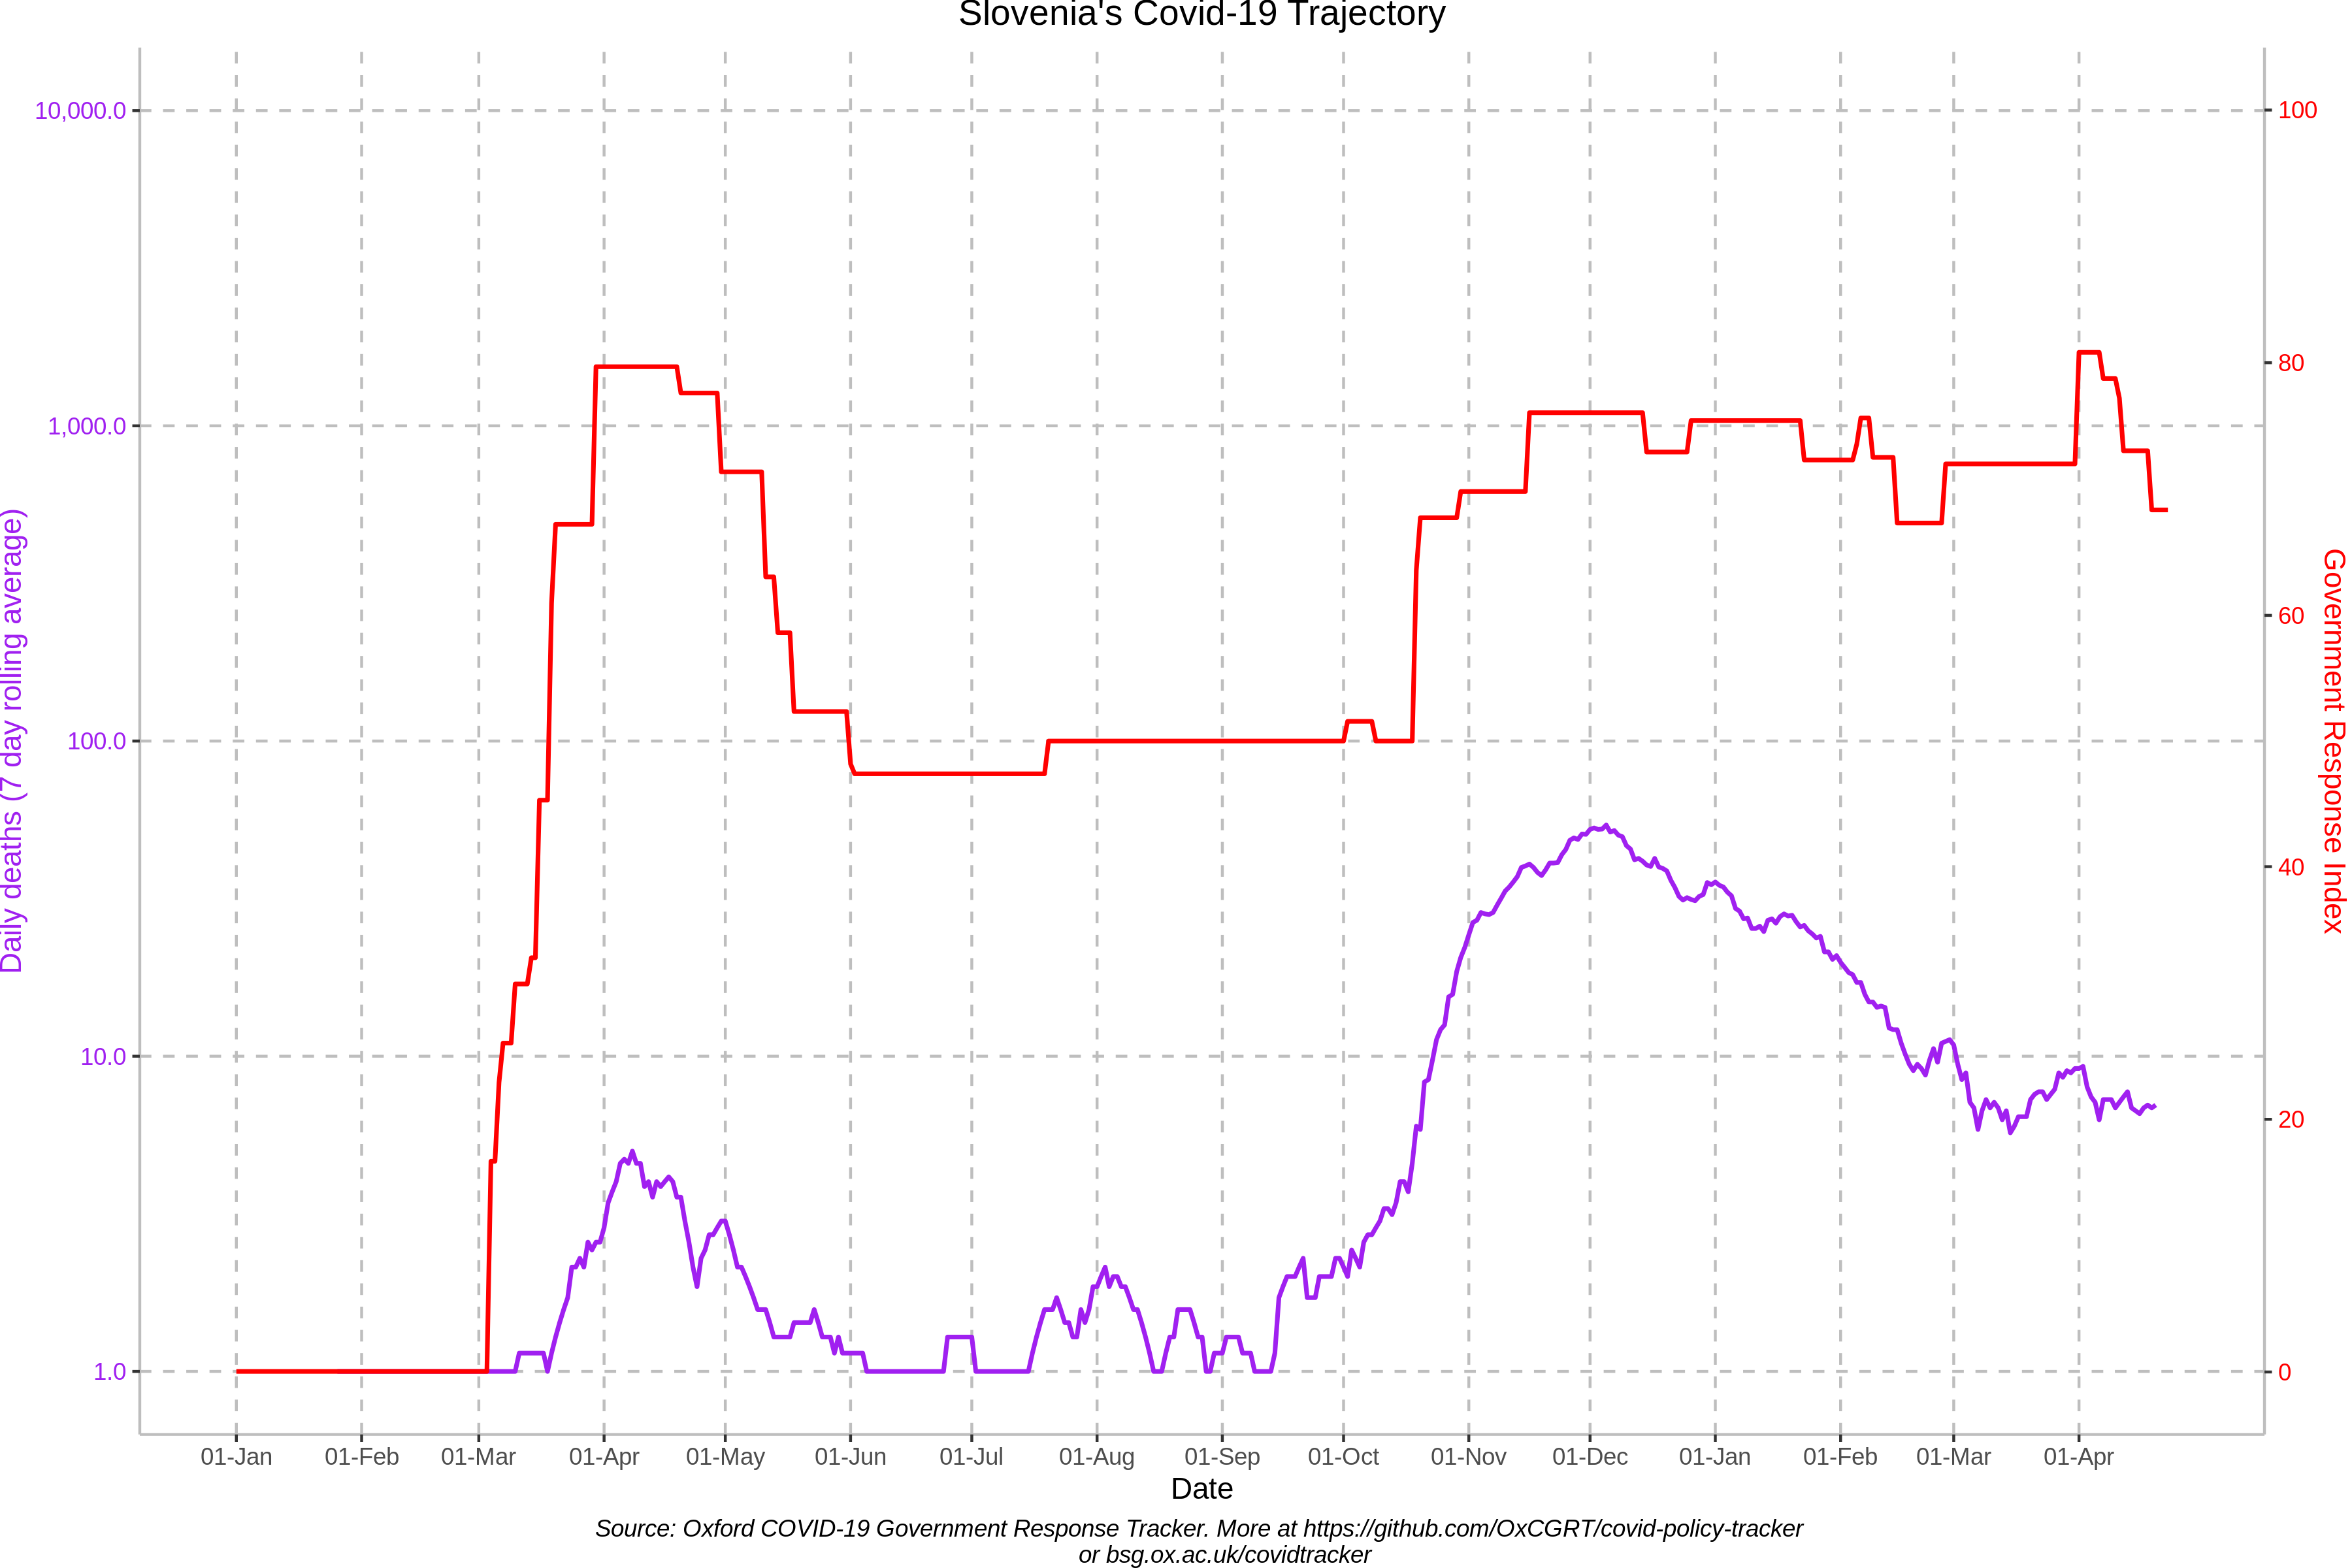 Slovenia's Covid-19 Trajectory
Daily deaths (7 day rolling average)
10,000.0
1,000.0
100.0
10.0
1.0
100
80
60
40
20
0
Government Response Index
01-Jan 01-Feb 01-Mar 01-Apr 01-May 01-Jun 01-Jul 01-Aug 01-Sep 01-Oct 01-Nov 01-Dec 01-Jan 01-Feb 01-Mar 01-Apr
Date
Source: Oxford COVID-19 Government Response Tracker. More at https://github.com/OxCGRT/covid-policy-tracker
or bsg.ox.ac.uk/covidtracker